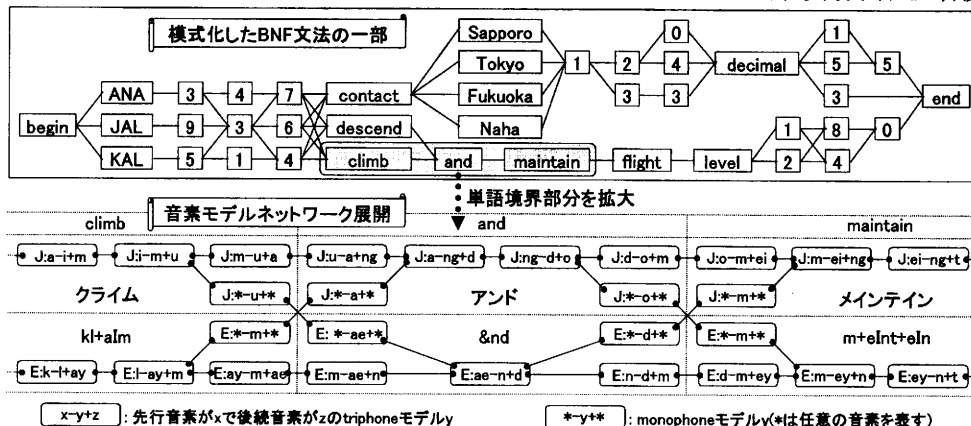 模式化したBNF文法の一部
Sapporo 0 1
Tokyo 1 2 4 decimal 5 5
ANA 3 4 7 contact Fukuoka 3 3 3
begin JAL 9 3 6 descend Naha end
KAL 5 1 4 climb and maintain flight level 1 8 0
2 4
単語境界部分を拡大
音素モデルネットワーク展開
climb and maintain
J:a-i+m J:i-m+u J:m-u+a J:u-a+ng J:a-ng+d J:ng-d+o J:d-o+m J:o-m+ei J:m-ei+ng J:ei-ng+t
クライム J:*-u+* J:*-a+* アンド J:*-o+* J:*-m+* メインテイン
kl+aIm E:*-m+* E: *-ae+* &nd E:*-d+* E:*-m+* m+eInt+eIn
E:k-l+ay E:l-ay+m E:ay-m+ae E:m-ae+n E:ae-n+d E:n-d+m E:d-m+ey E:m-ey+n E:ey-n+t
x-y+z : 先行音素がxで後続音素がzのtriphoneモデルy *-y+* : monophoneモデルy(*は任意の音素を表す)